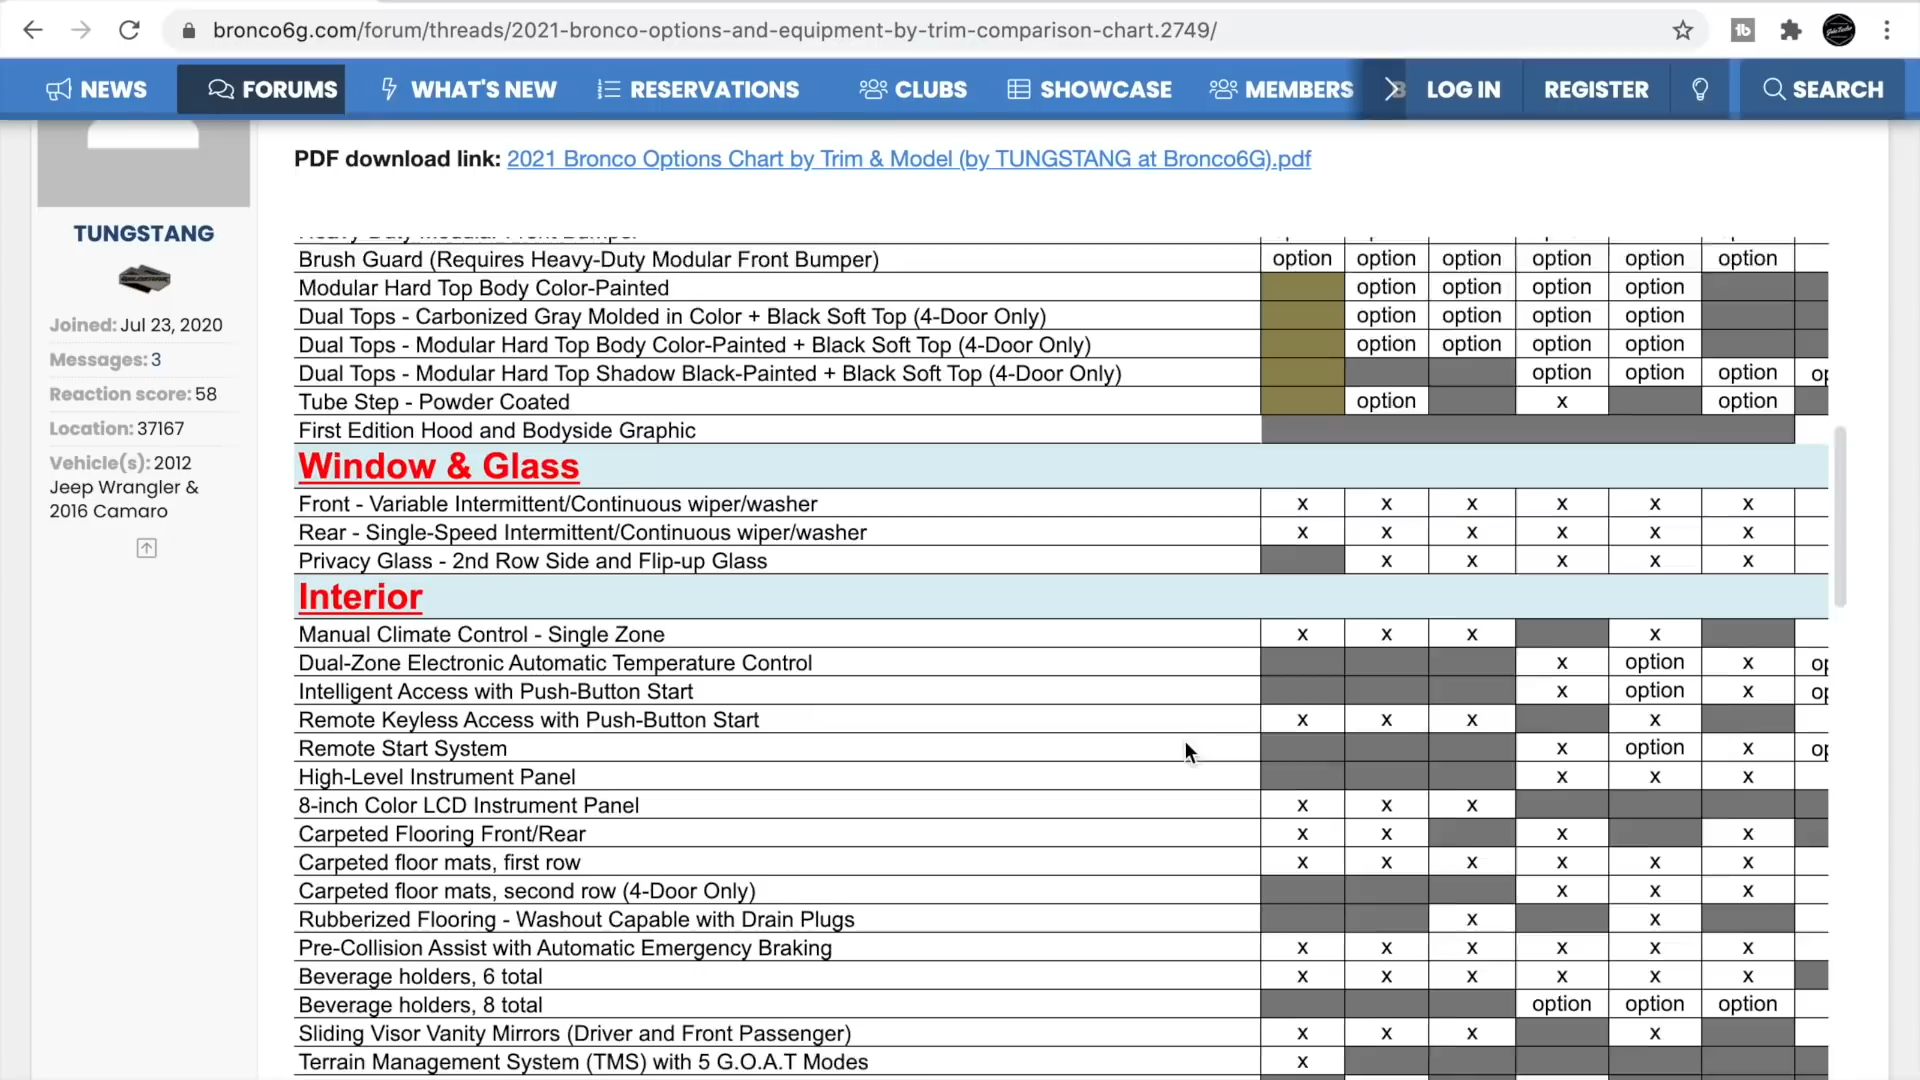 bronco6g.com/forum/threads/2021-bronco-options-and-equipment-by-trim-comparison-chart.2749/
NEWS FORUMS WHAT'S NEW RESERVATIONS CLUBS SHOWCASE MEMBERS LOG IN REGISTER SEARCH
PDF download link: 2021 Bronco Options Chart by Trim & Model (by TUNGSTANG at Bronco6G).pdf
TUNGSTANG
Joined: Jul 23, 2020
Messages: 3
Reaction score: 58
Location: 37167
Vehicle(s): 2012
Jeep Wrangler &
2016 Camaro
Brush Guard (Requires Heavy-Duty Modular Front Bumper) option option option option option option
Modular Hard Top Body Color-Painted option option option option
Dual Tops - Carbonized Gray Molded in Color + Black Soft Top (4-Door Only) option option option option
Dual Tops - Modular Hard Top Body Color-Painted + Black Soft Top (4-Door Only) option option option option
Dual Tops - Modular Hard Top Shadow Black-Painted + Black Soft Top (4-Door Only) option option option op
Tube Step - Powder Coated option x option
First Edition Hood and Bodyside Graphic
Window & Glass
Front - Variable Intermittent/Continuous wiper/washer x x x x x x
Rear - Single-Speed Intermittent/Continuous wiper/washer x x x x x x
Privacy Glass - 2nd Row Side and Flip-up Glass x x x x x
Interior
Manual Climate Control - Single Zone x x x x
Dual-Zone Electronic Automatic Temperature Control x option x op
Intelligent Access with Push-Button Start x option x op
Remote Keyless Access with Push-Button Start x x x x
Remote Start System x option x op
High-Level Instrument Panel x x x
8-inch Color LCD Instrument Panel x x x
Carpeted Flooring Front/Rear x x x x
Carpeted floor mats, first row x x x x x x
Carpeted floor mats, second row (4-Door Only) x x x
Rubberized Flooring - Washout Capable with Drain Plugs x x
Pre-Collision Assist with Automatic Emergency Braking x x x x x x
Beverage holders, 6 total x x x x x x
Beverage holders, 8 total option option option
Sliding Visor Vanity Mirrors (Driver and Front Passenger) x x x x
Terrain Management System (TMS) with 5 G.O.A.T Modes x